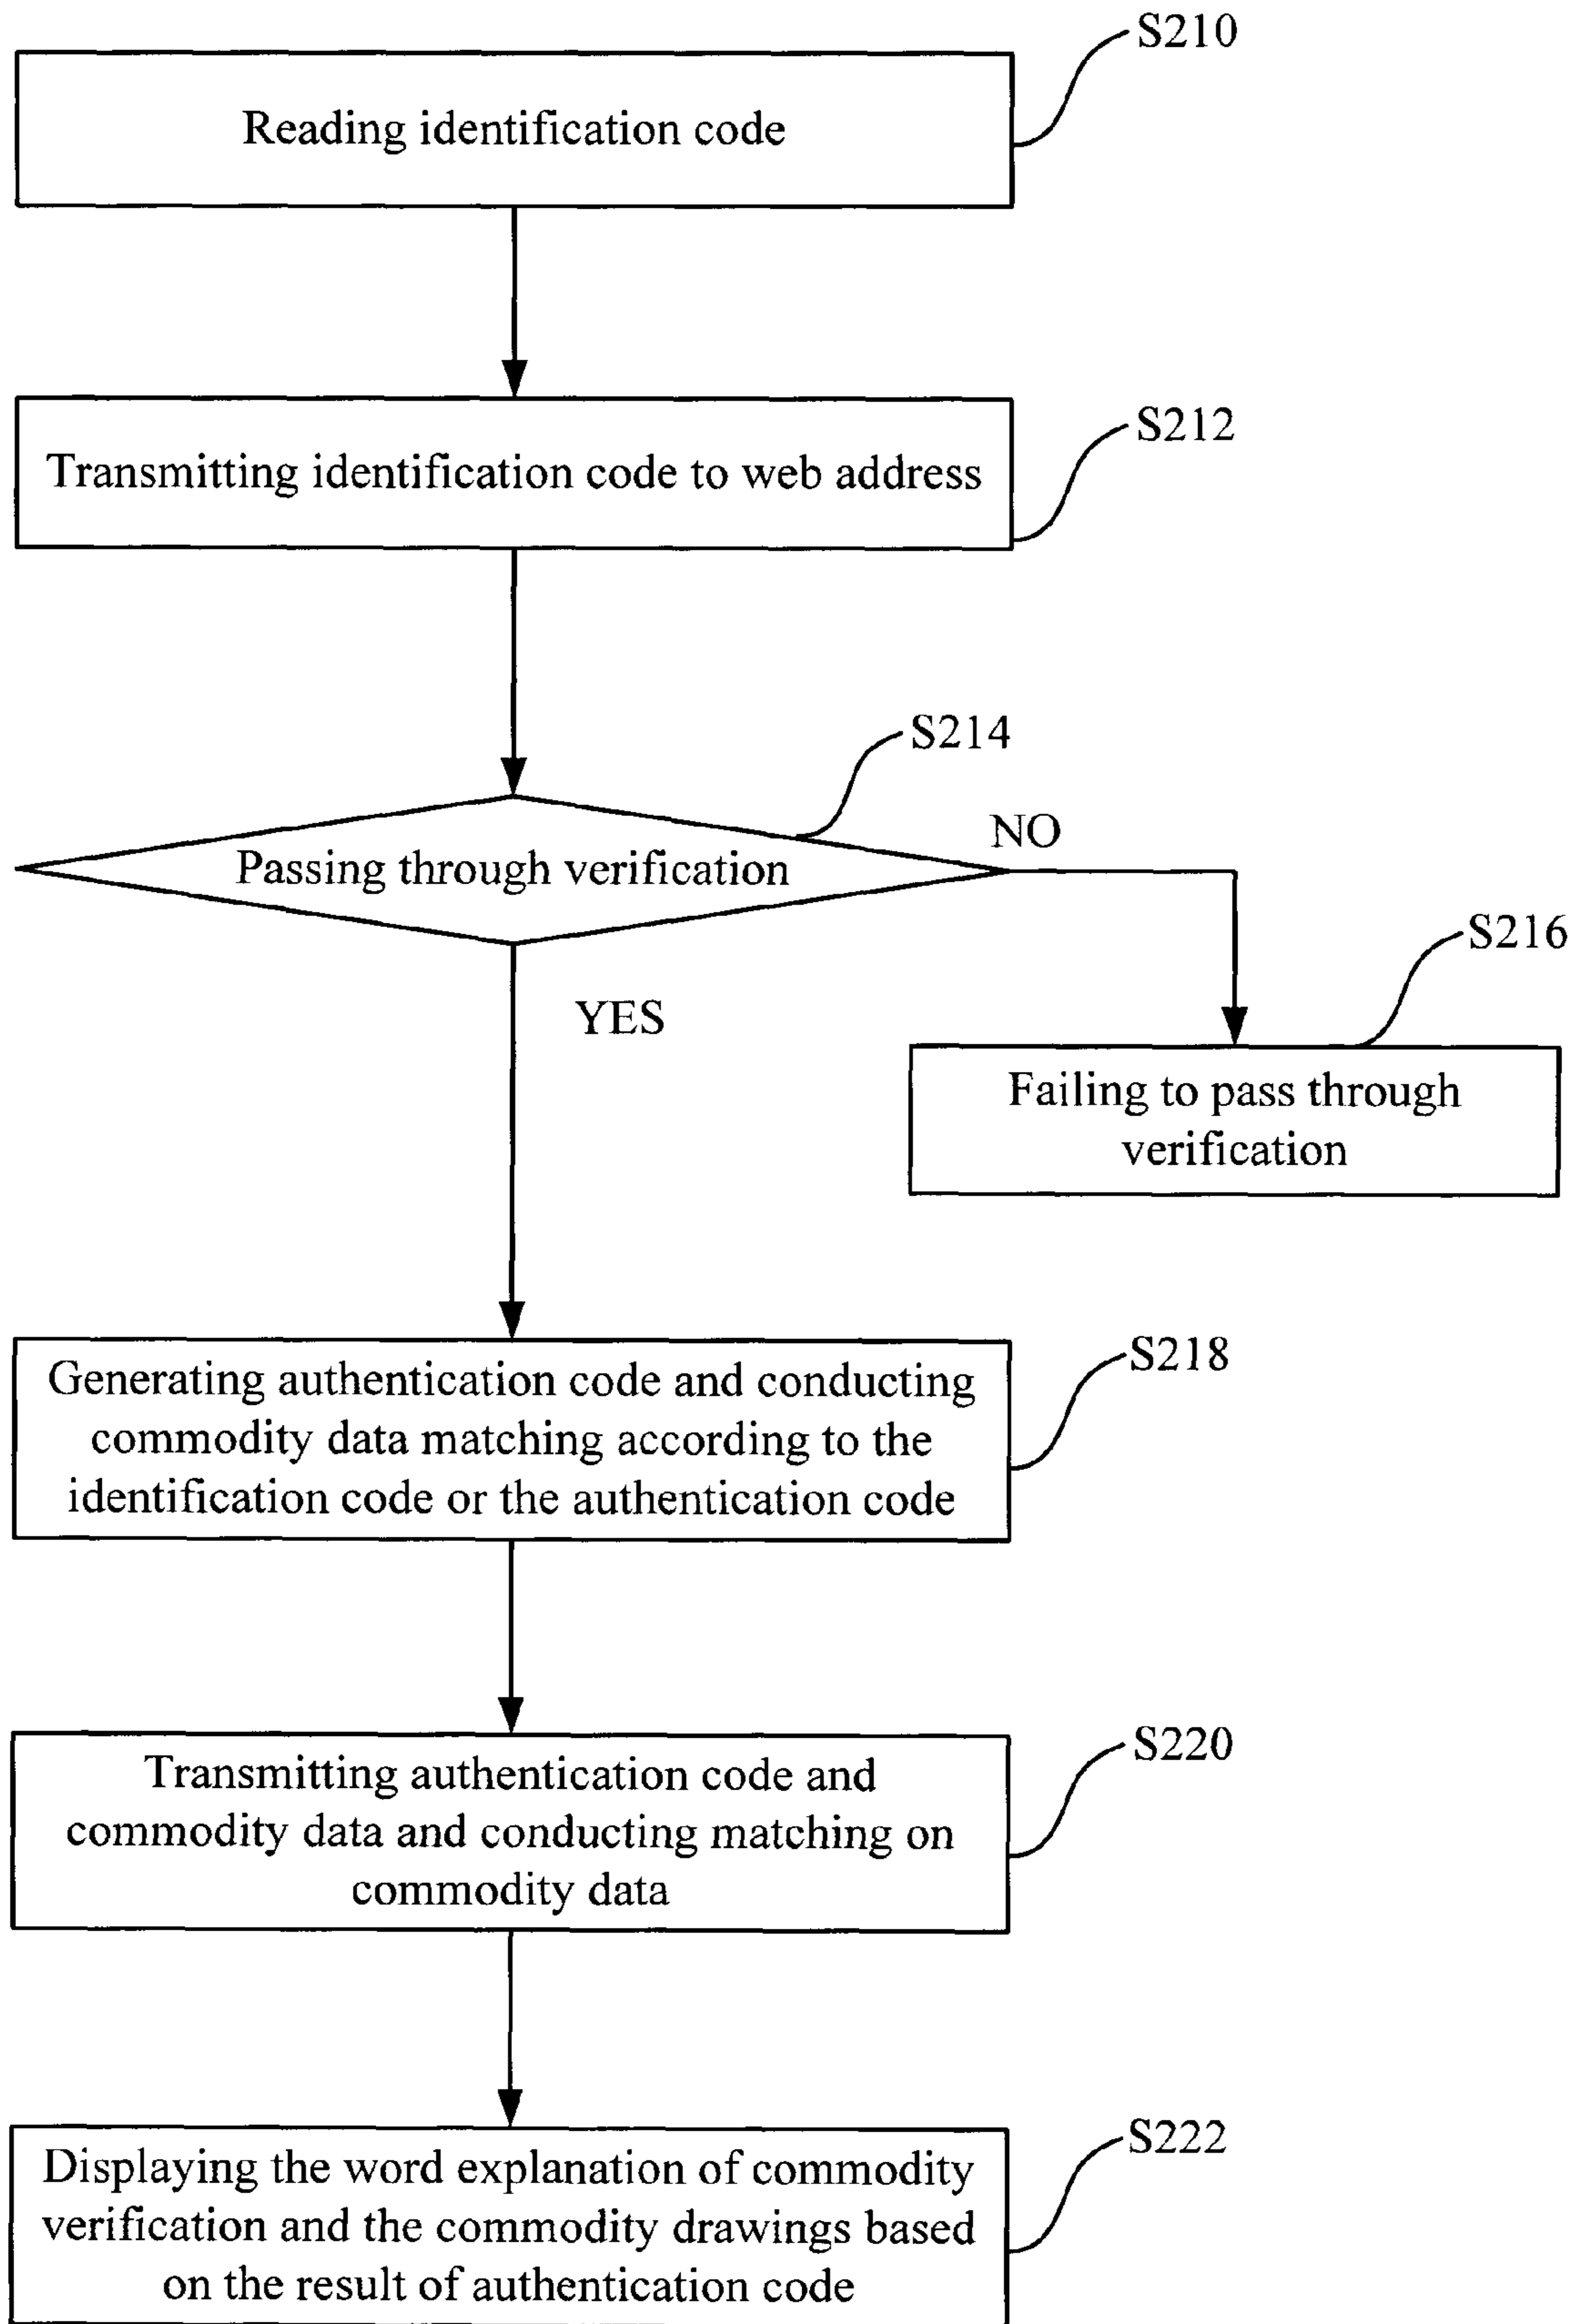 S210
Reading identification code
S212
Transmitting identification code to web address
S214
NO
Passing through verification
S216
YES
Failing to pass through
verification
S218
Generating authentication code and conducting
commodity data matching according to the
identification code or the authentication code
S220
Transmitting authentication code and
commodity data and conducting matching on
commodity data
S222
Displaying the word explanation of commodity
verification and the commodity drawings based
on the result of authentication code